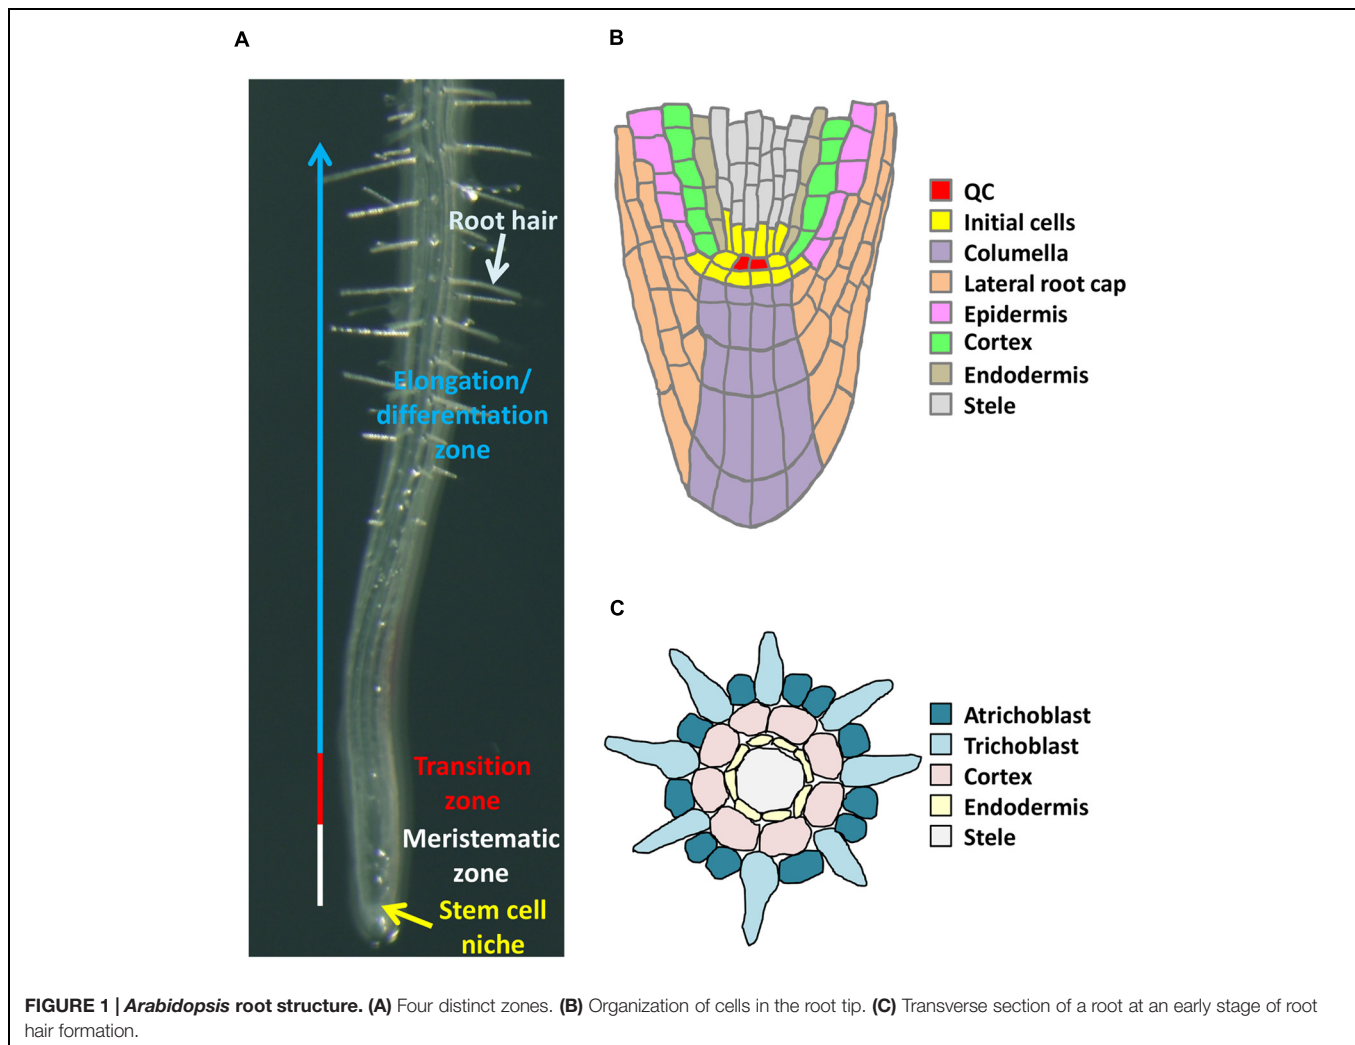 A
Root hair
Elongation/
differentiation
zone
Transition
zone
Meristematic
zone
Stem cell
niche
B
QC
Initial cells
Columella
Lateral root cap
Epidermis
Cortex
Endodermis
Stele
C
Atrichoblast
Trichoblast
Cortex
Endodermis
Stele
FIGURE 1 | Arabidopsis root structure. (A) Four distinct zones. (B) Organization of cells in the root tip. (C) Transverse section of a root at an early stage of root
hair formation.